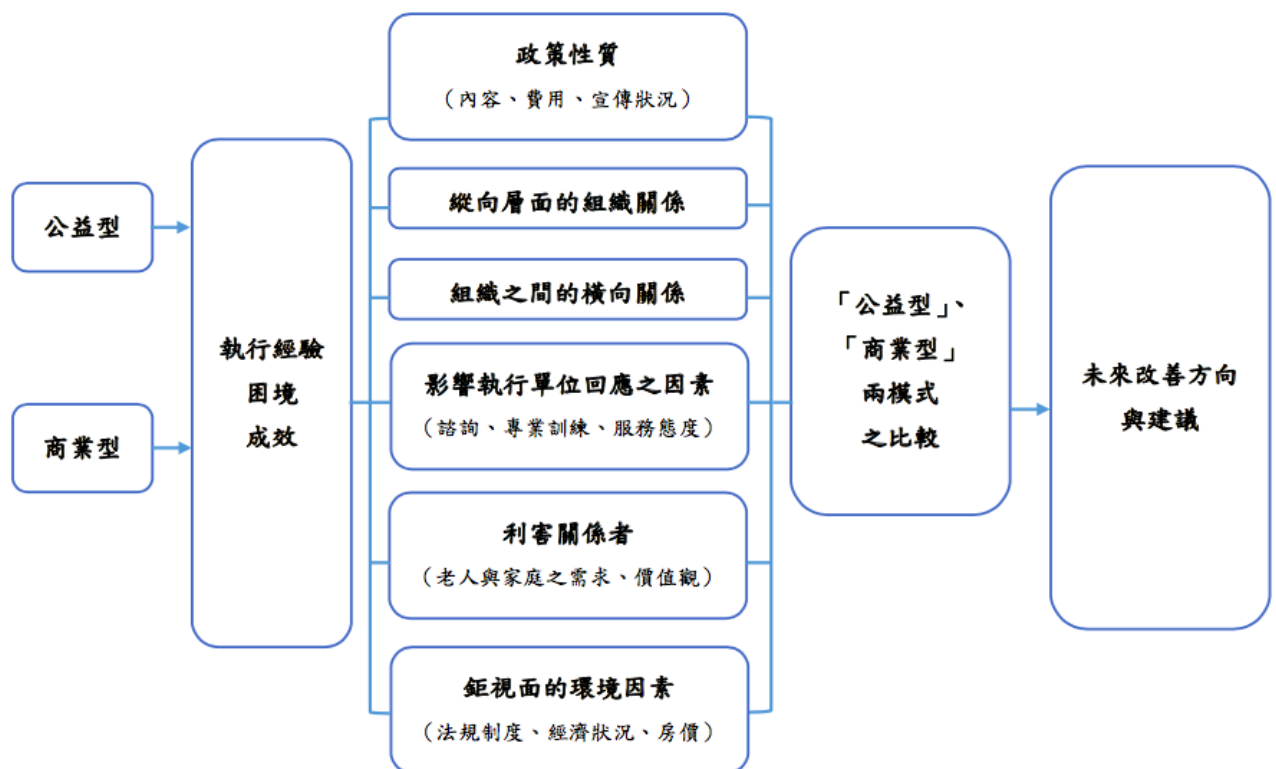 公益型
商業型
執行經驗
困境
成效
政策性質
（內容、費用、宣傳狀況）
縱向層面的組織關係
組織之間的橫向關係
影響執行單位回應之因素
（諮詢、專業訓練、服務態度）
利害關係者
（老人與家庭之需求、價值觀）
鉅視面的環境因素
（法規制度、經濟狀況、房價）
「公益型」、
「商業型」
兩模式
之比較
未來改善方向
與建議